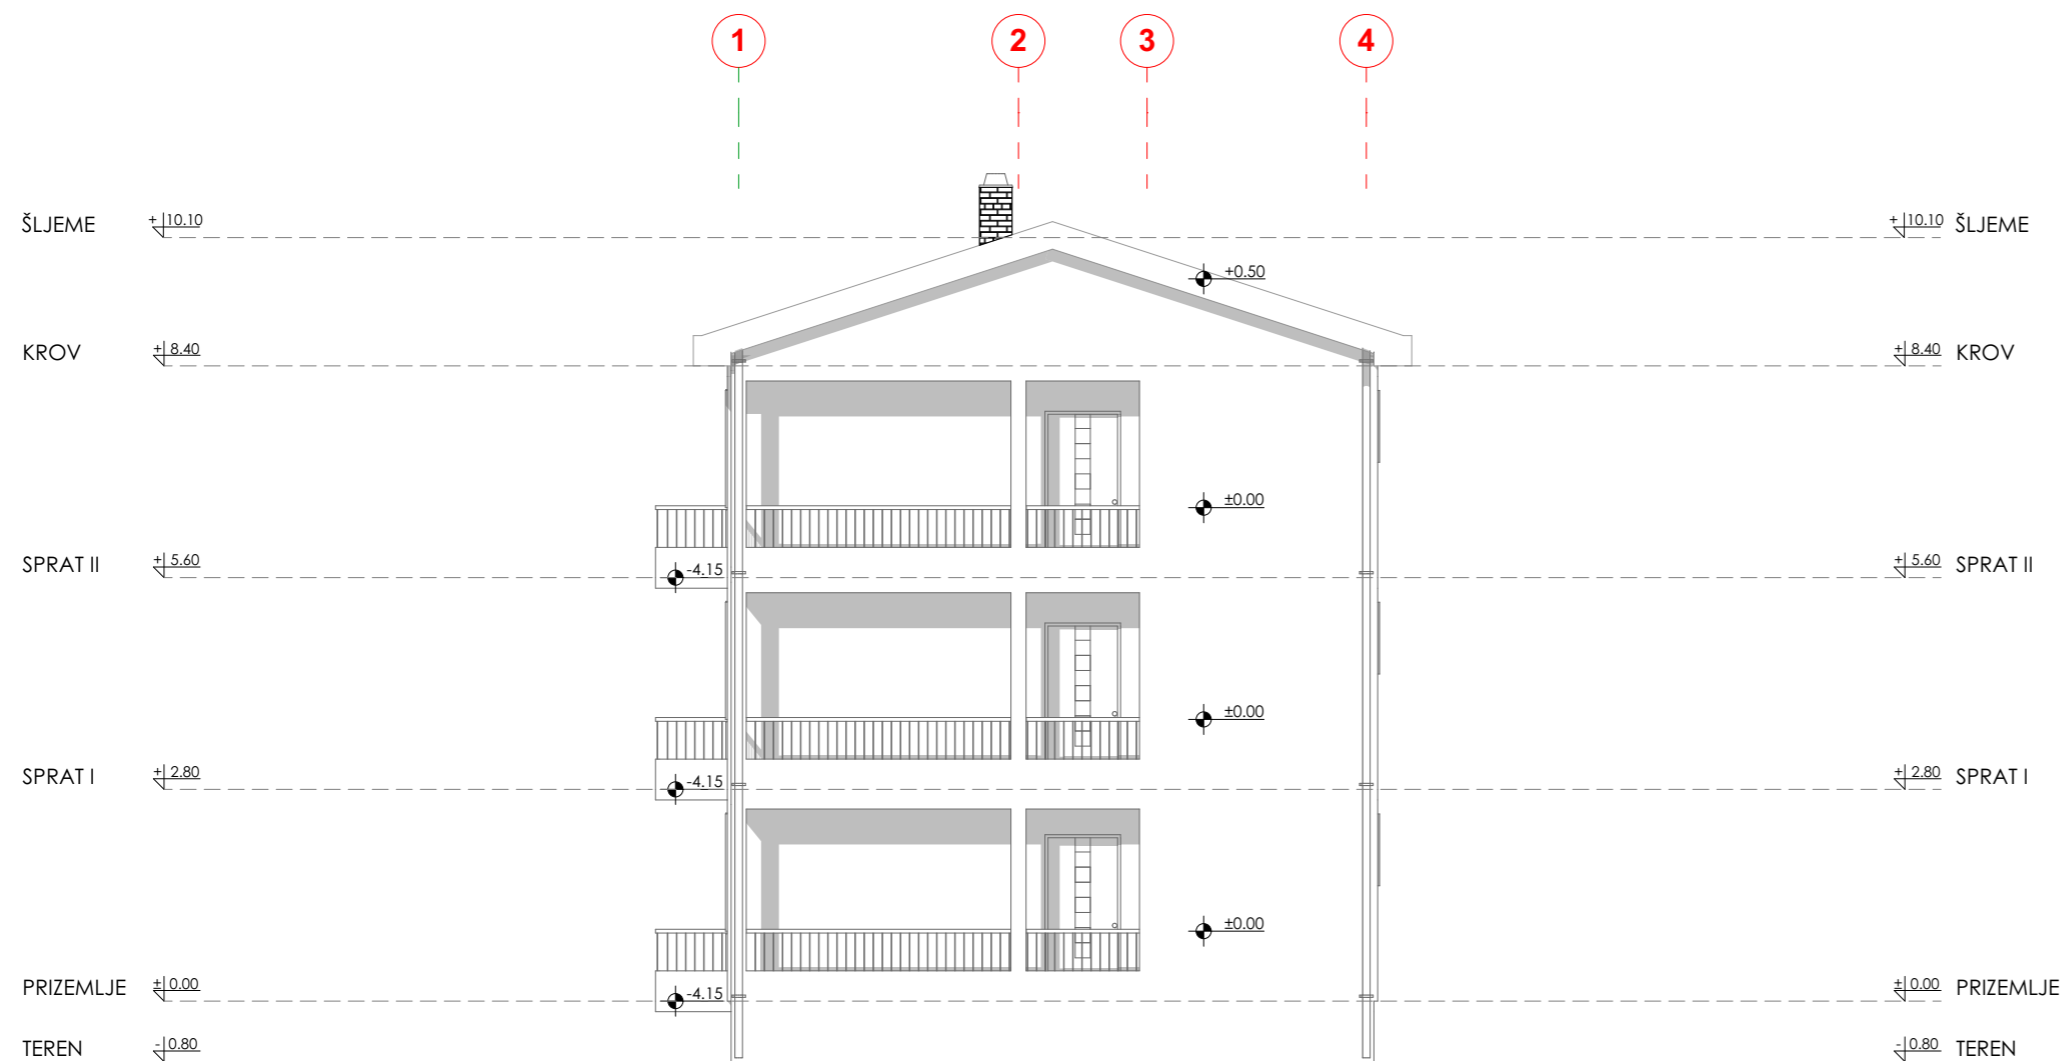 1 2 3 4
ŠLJEME +10.10 +10.10 ŠLJEME
+0.50
KROV +8.40 +8.40 KROV
±0.00
SPRAT II +5.60 -4.15 +5.60 SPRAT II
±0.00
SPRAT I +2.80 -4.15 +2.80 SPRAT I
±0.00
PRIZEMLJE ±0.00 -4.15 ±0.00 PRIZEMLJE
TEREN -0.80 -0.80 TEREN